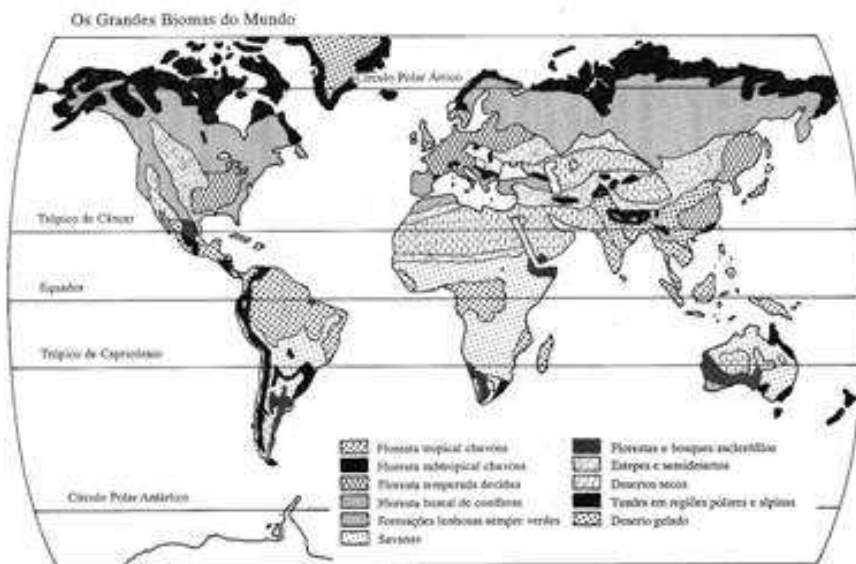 Os Grandes Biomas do Mundo
Círculo Polar Ártico
Trópico de Câncer
Equador
Trópico de Capricórnio
Círculo Polar Antártico
Floresta tropical chuvosa
Floresta subtropical chuvosa
Floresta temperada decídua
Floresta boreal de coníferas
Formações lenhosas sempre verdes
Savanas
Florestas e bosques esclerófilos
Estepes e semidesertos
Desertos secos
Tundra em regiões polares e alpinas
Deserto gelado